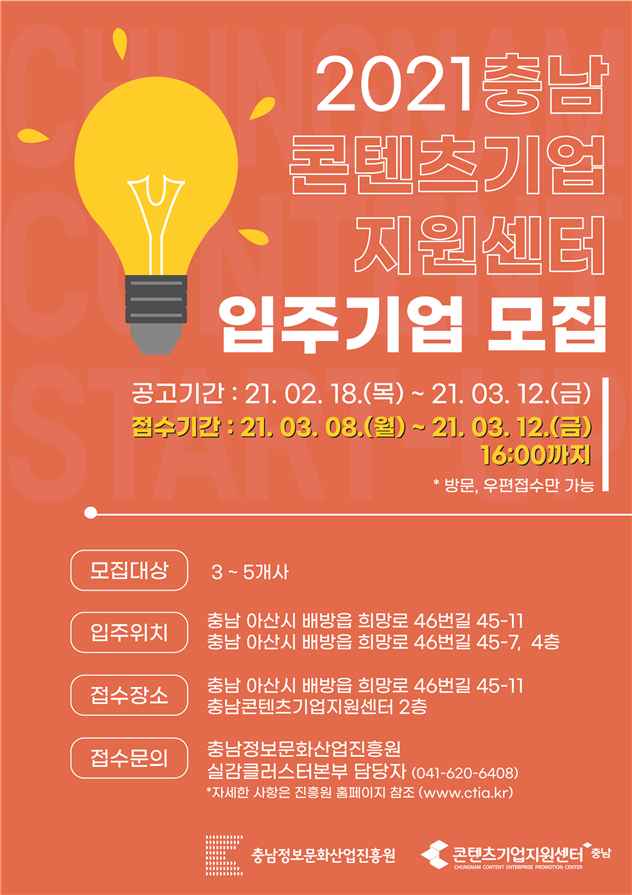 CHUNGNAM
CONTENT
START UP
2021충남
콘텐츠기업
지원센터
입주기업 모집
공고기간 : 21. 02. 18.(목) ~ 21. 03. 12.(금)
접수기간 : 21. 03. 08.(월) ~ 21. 03. 12.(금)
16:00까지
* 방문, 우편접수만 가능
모집대상 3 ~ 5개사
입주위치 충남 아산시 배방읍 희망로 46번길 45-11
충남 아산시 배방읍 희망로 46번길 45-7, 4층
접수장소 충남 아산시 배방읍 희망로 46번길 45-11
충남콘텐츠기업지원센터 2층
접수문의 충남정보문화산업진흥원
실감클러스터본부 담당자 (041-620-6408)
*자세한 사항은 진흥원 홈페이지 참조 (www.ctia.kr)
충남정보문화산업진흥원
콘텐츠기업지원센터 충남
CHUNGNAM CONTENT ENTERPRISE PROMOTION CENTER